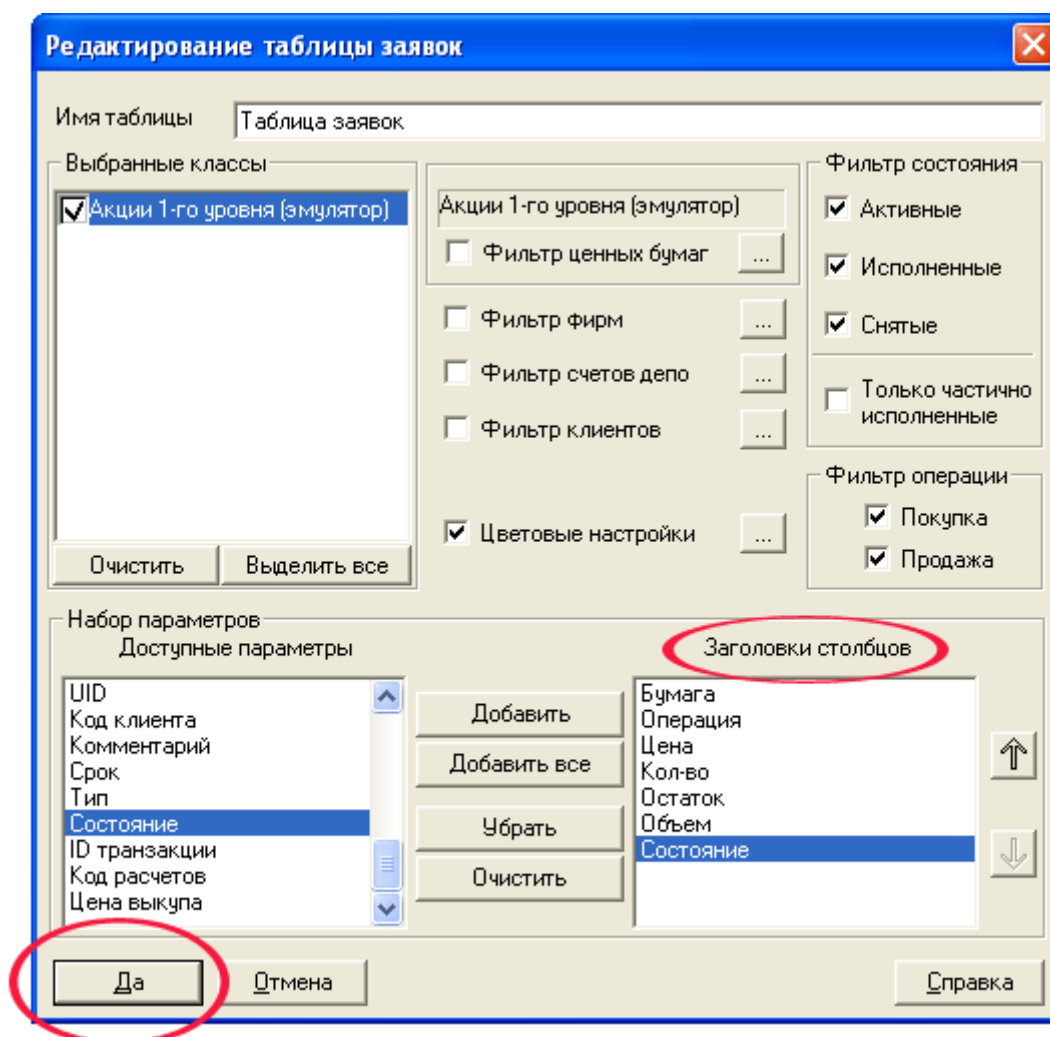 Редактирование таблицы заявок
Имя таблицы
Таблица заявок
Выбранные классы
Акции 1-го уровня (эмулятор)
Очистить
Выделить все
Акции 1-го уровня (эмулятор)
Фильтр ценных бумаг
...
Фильтр фирм
...
Фильтр счетов депо
...
Фильтр клиентов
...
Цветовые настройки
...
Фильтр состояния
Активные
Исполненные
Снятые
Только частично
исполненные
Фильтр операции
Покупка
Продажа
Набор параметров
Доступные параметры
UID
Код клиента
Комментарий
Срок
Тип
Состояние
ID транзакции
Код расчетов
Цена выкупа
Добавить
Добавить все
Убрать
Очистить
Заголовки столбцов
Бумага
Операция
Цена
Кол-во
Остаток
Объем
Состояние
Да
Отмена
Справка